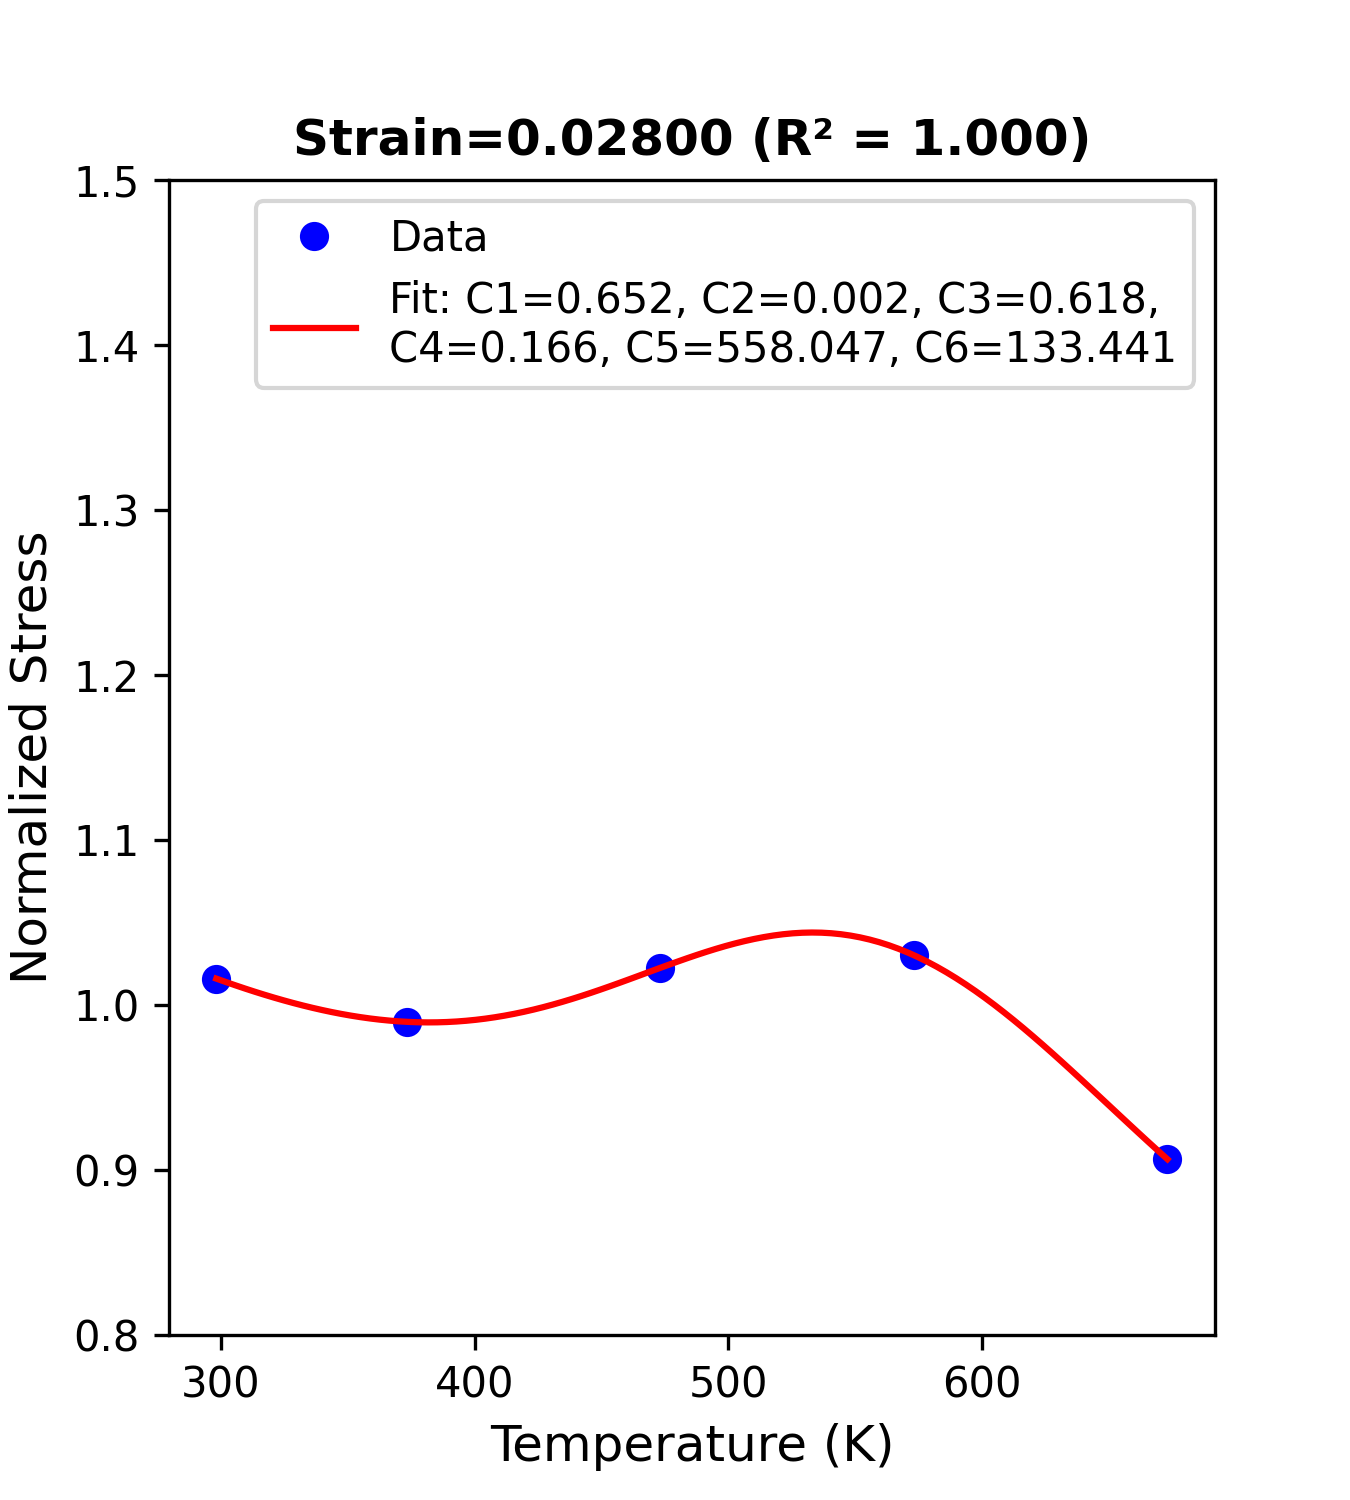 Strain=0.02800 (R² = 1.000)
Data
Fit: C1=0.652, C2=0.002, C3=0.618,
C4=0.166, C5=558.047, C6=133.441
Normalized Stress
1.5
1.4
1.3
1.2
1.1
1.0
0.9
0.8
300 400 500 600
Temperature (K)